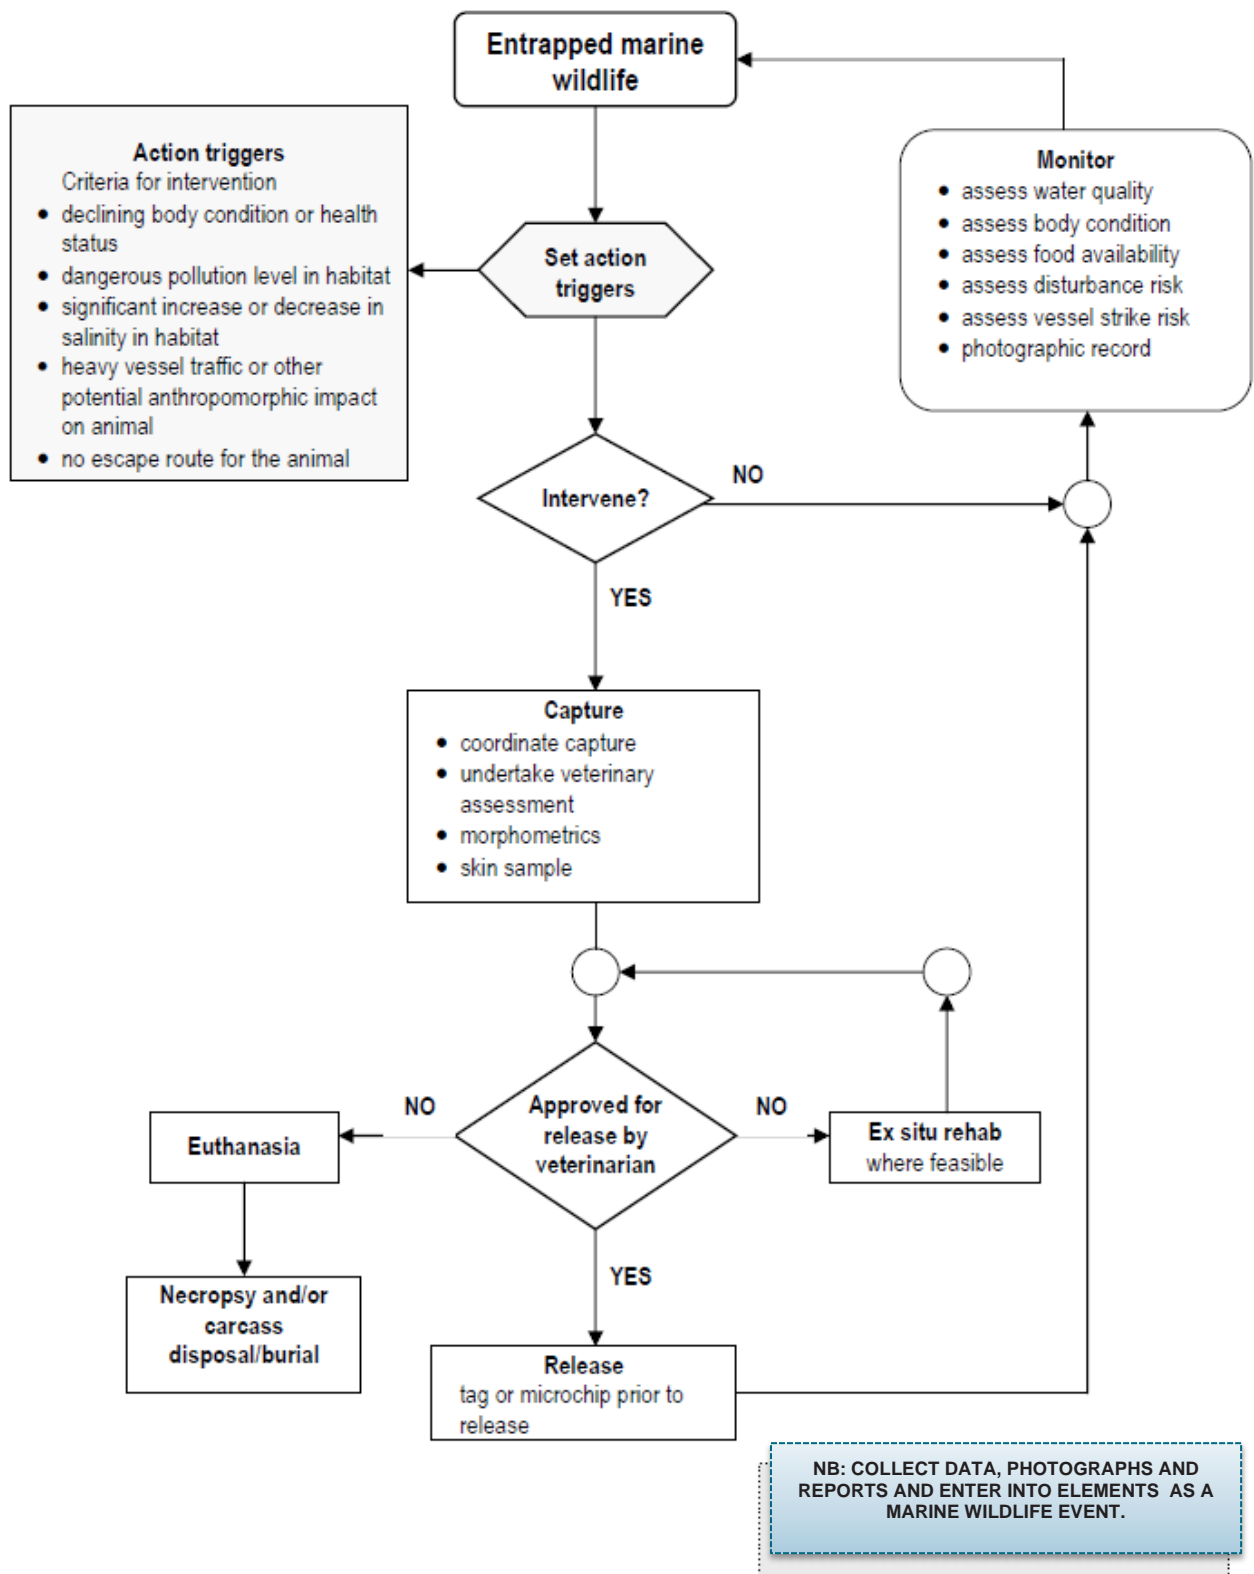 Entrapped marine
wildlife
Action triggers
Criteria for intervention
• declining body condition or health
status
• dangerous pollution level in habitat
• significant increase or decrease in
salinity in habitat
• heavy vessel traffic or other
potential anthropomorphic impact
on animal
• no escape route for the animal
Set action
triggers
Monitor
• assess water quality
• assess body condition
• assess food availability
• assess disturbance risk
• assess vessel strike risk
• photographic record
Intervene?
NO
YES
Capture
• coordinate capture
• undertake veterinary
assessment
• morphometrics
• skin sample
Approved for
release by
veterinarian
NO
NO
Euthanasia
Ex situ rehab
where feasible
Necropsy and/or
carcass
disposal/burial
YES
Release
tag or microchip prior to
release
NB: COLLECT DATA, PHOTOGRAPHS AND
REPORTS AND ENTER INTO ELEMENTS AS A
MARINE WILDLIFE EVENT.